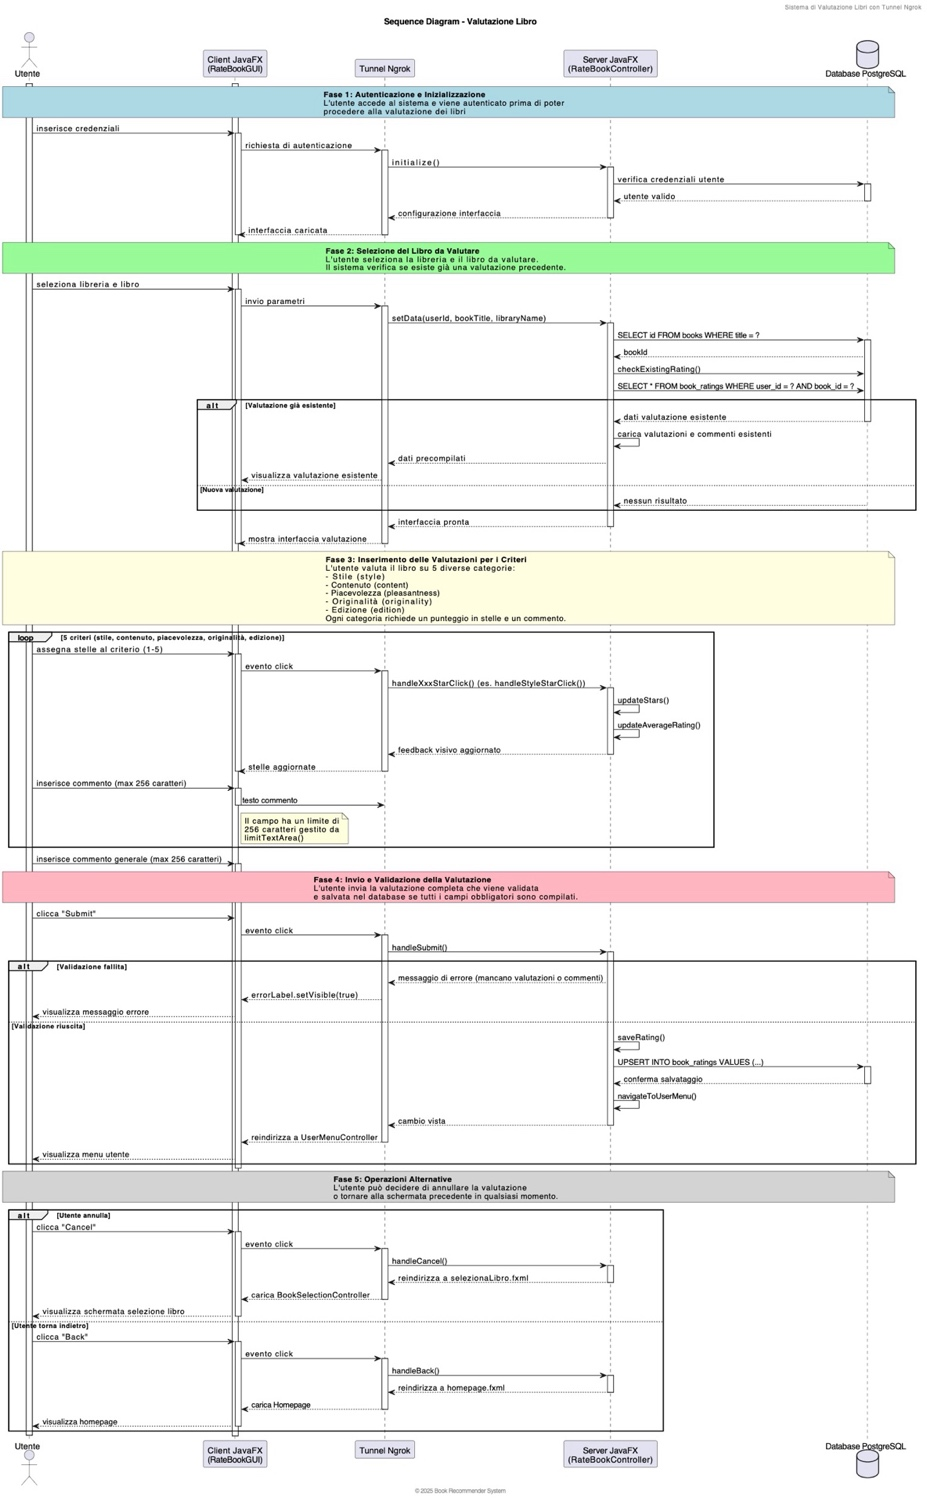 Sistema di Valutazione Libri con Tunnel Ngrok
Sequence Diagram - Valutazione Libro
Utente
Client JavaFX
(RateBookGUI)
Tunnel Ngrok
Server JavaFX
(RateBookController)
Database PostgreSQL
Fase 1: Autenticazione e Inizializzazione
L'utente accede al sistema e viene autenticato prima di poter
procedere alla valutazione dei libri
inserisce credenziali
richiesta di autenticazione
initialize()
verifica credenziali utente
utente valido
configurazione interfaccia
interfaccia caricata
Fase 2: Selezione del Libro da Valutare
L'utente seleziona la libreria e il libro da valutare.
Il sistema verifica se esiste già una valutazione precedente.
seleziona libreria e libro
invio parametri
setData(userId, bookTitle, libraryName)
SELECT id FROM books WHERE title = ?
bookId
checkExistingRating()
SELECT * FROM book_ratings WHERE user_id = ? AND book_id = ?
alt
[Valutazione già esistente]
dati valutazione esistente
carica valutazioni e commenti esistenti
dati precompilati
visualizza valutazione esistente
[Nuova valutazione]
nessun risultato
interfaccia pronta
mostra interfaccia valutazione
Fase 3: Inserimento delle Valutazioni per i Criteri
L'utente valuta il libro su 5 diverse categorie:
- Stile (style)
- Contenuto (content)
- Piacevolezza (pleasantness)
- Originalità (originality)
- Edizione (edition)
Ogni categoria richiede un punteggio in stelle e un commento.
loop
[5 criteri (stile, contenuto, piacevolezza, originalità, edizione)]
assegna stelle al criterio (1-5)
evento click
handleXxxStarClick() (es. handleStyleStarClick())
updateStars()
updateAverageRating()
feedback visivo aggiornato
stelle aggiornate
inserisce commento (max 256 caratteri)
testo commento
Il campo ha un limite di
256 caratteri gestito da
limitTextArea()
inserisce commento generale (max 256 caratteri)
Fase 4: Invio e Validazione della Valutazione
L'utente invia la valutazione completa che viene validata
e salvata nel database se tutti i campi obbligatori sono compilati.
clicca "Submit"
evento click
handleSubmit()
alt
[Validazione fallita]
messaggio di errore (mancano valutazioni o commenti)
errorLabel.setVisible(true)
visualizza messaggio errore
[Validazione riuscita]
saveRating()
UPSERT INTO book_ratings VALUES (...)
conferma salvataggio
navigateToUserMenu()
cambio vista
reindirizza a UserMenuController
visualizza menu utente
Fase 5: Operazioni Alternative
L'utente può decidere di annullare la valutazione
o tornare alla schermata precedente in qualsiasi momento.
alt
[Utente annulla]
clicca "Cancel"
evento click
handleCancel()
reindirizza a selezionaLibro.fxml
carica BookSelectionController
visualizza schermata selezione libro
[Utente torna indietro]
clicca "Back"
evento click
handleBack()
reindirizza a homepage.fxml
carica Homepage
visualizza homepage
Utente
Client JavaFX
(RateBookGUI)
Tunnel Ngrok
Server JavaFX
(RateBookController)
Database PostgreSQL
© 2025 Book Recommender System